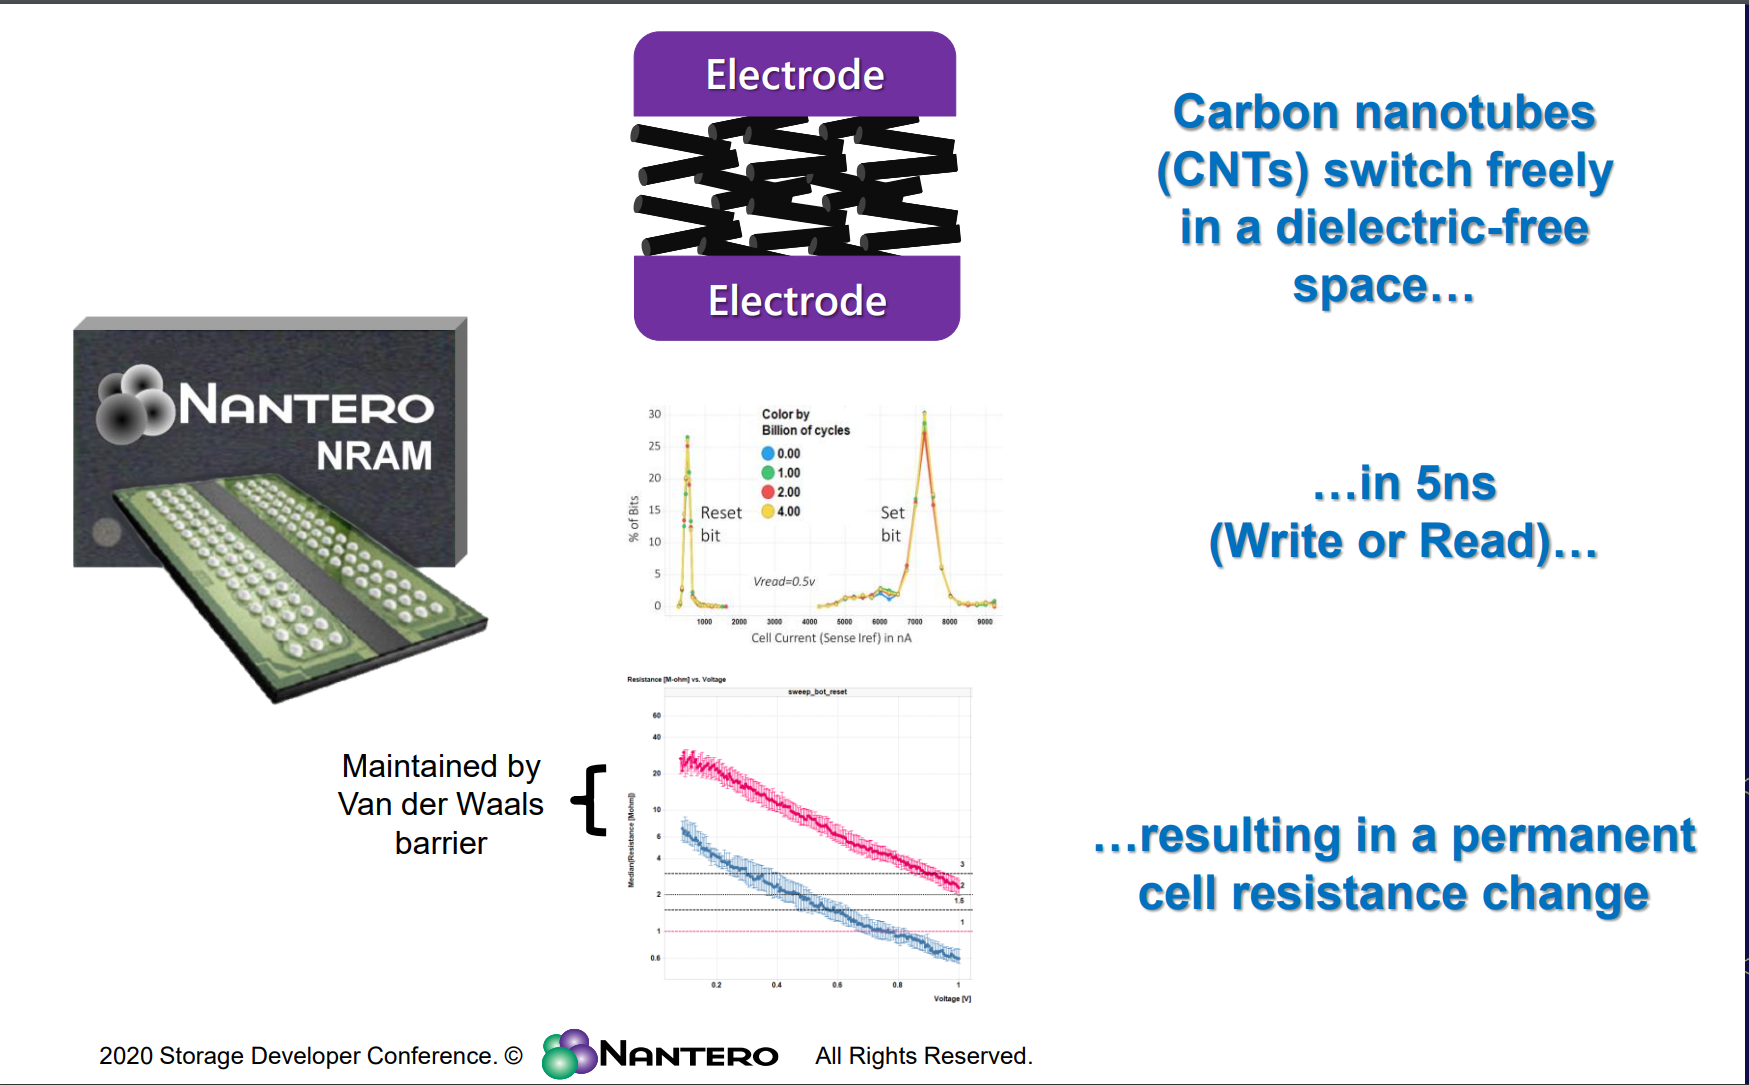 Electrode
Electrode
Carbon nanotubes
(CNTs) switch freely
in a dielectric-free
space…
NANTERO
NRAM
30
25
20
15
10
5
0
% of Bits
Color by
Billion of cycles
0.00
1.00
2.00
4.00
Reset
bit
Set
bit
Vread=0.5v
1000 2000 3000 4000 5000 6000 7000 8000 9000
Cell Current (Sense Iref) in nA
…in 5ns
(Write or Read)…
Resistance [M-ohm] vs. Voltage
sweep_bot_reset
60
40
20
10
6
4
2
1
0.6
Median(Resistance [Mohm])
3
2
1.5
1
0.2 0.4 0.6 0.8 1
Voltage [V]
Maintained by
Van der Waals
barrier
{
…resulting in a permanent
cell resistance change
2020 Storage Developer Conference. © NANTERO All Rights Reserved.